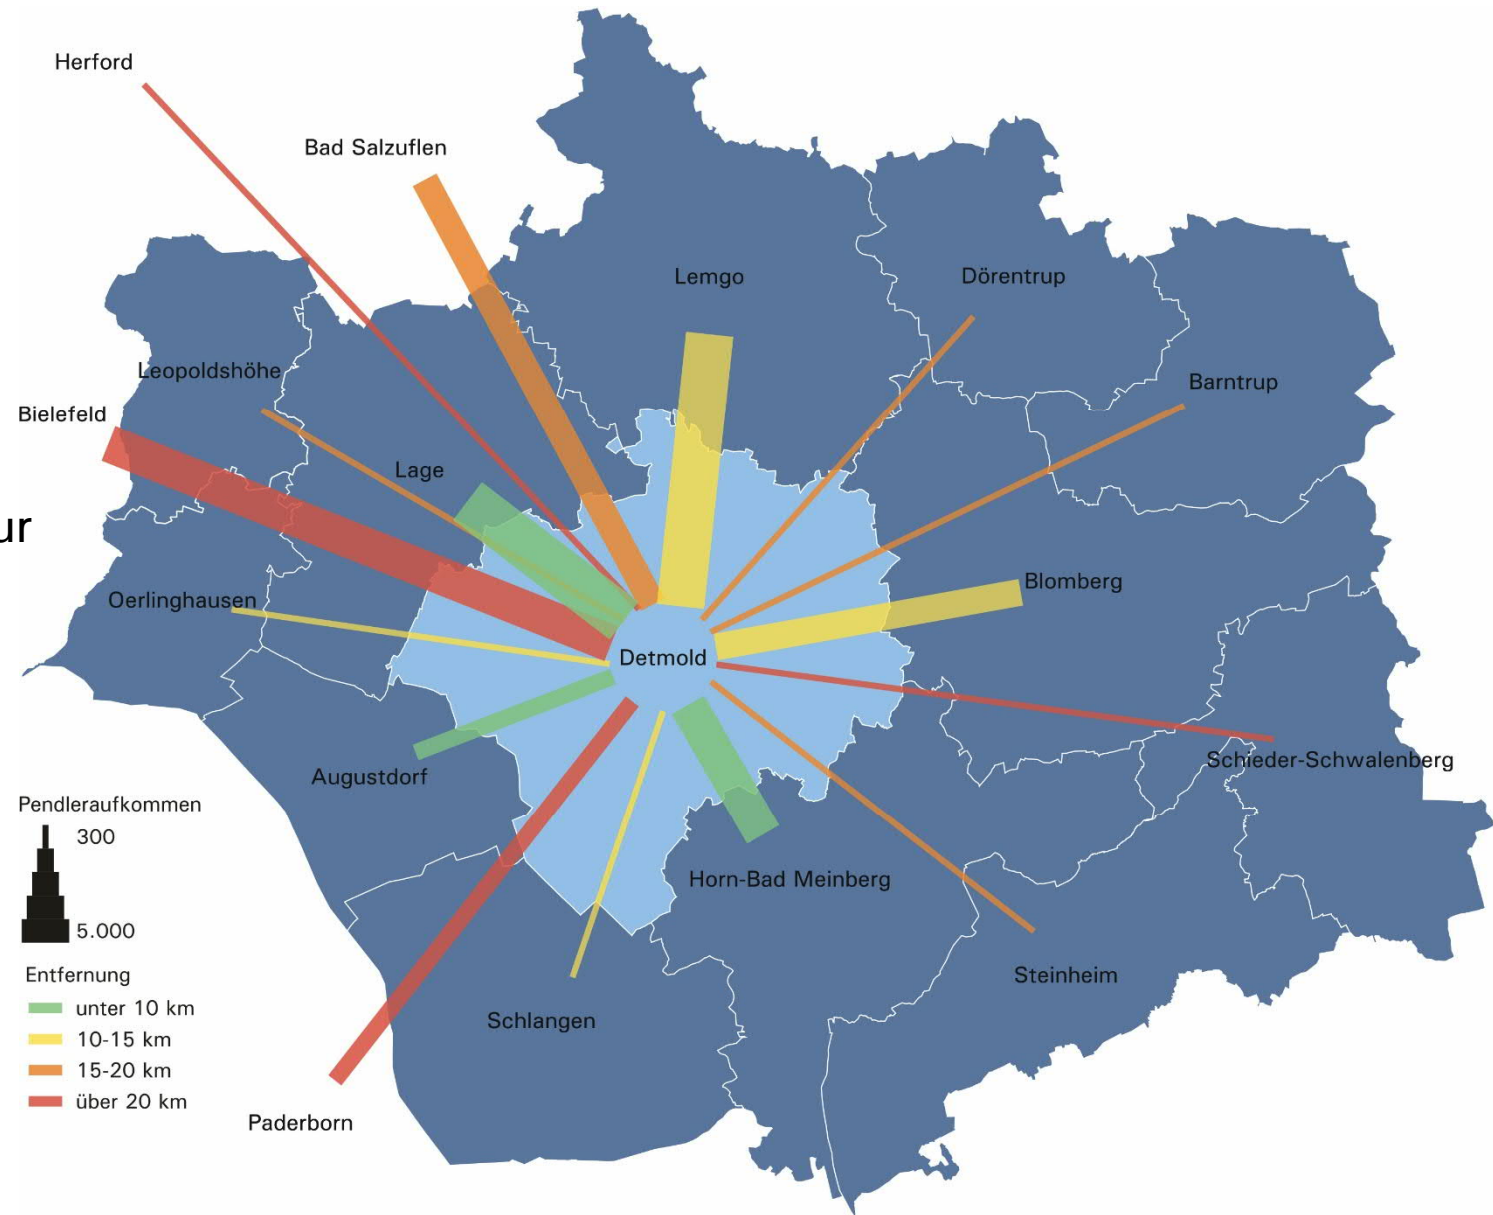 Herford
Bad Salzuflen
Lemgo
Dörentrup
Leopoldshöhe
Barntrup
Bielefeld
Lage
ur
Blomberg
Oerlinghausen
Detmold
Schieder-Schwalenberg
Augustdorf
Pendleraufkommen
300
5.000
Horn-Bad Meinberg
Entfernung
unter 10 km
10-15 km
15-20 km
über 20 km
Steinheim
Schlangen
Paderborn